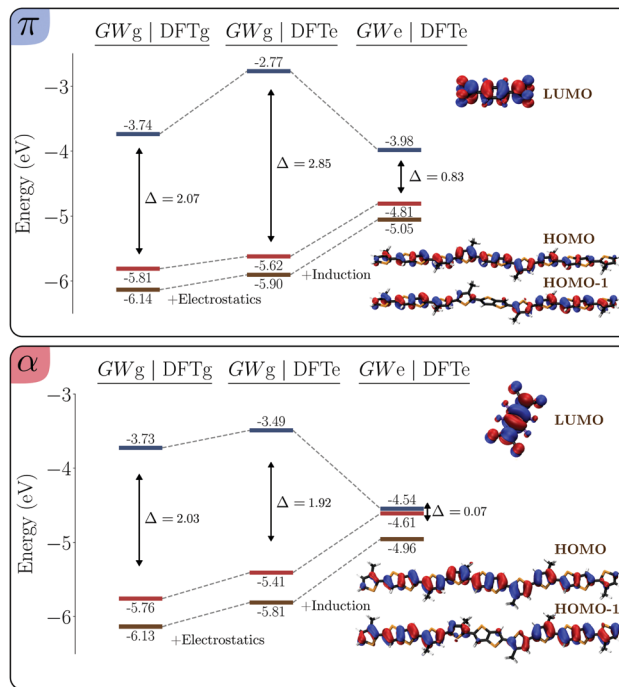 π
GWg | DFTg
GWg | DFTe
GWe | DFTe
Energy (eV)
−3
−4
−5
−6
-3.74
-2.77
-3.98
LUMO
Δ = 2.07
Δ = 2.85
Δ = 0.83
-5.81
-6.14
-5.62
-5.90
-4.81
-5.05
+Electrostatics
+Induction
HOMO
HOMO-1
α
GWg | DFTg
GWg | DFTe
GWe | DFTe
Energy (eV)
−3
−4
−5
−6
-3.73
-3.49
-4.54
LUMO
Δ = 2.03
Δ = 1.92
Δ = 0.07
-5.76
-6.13
-5.41
-5.81
-4.61
-4.96
+Electrostatics
+Induction
HOMO
HOMO-1